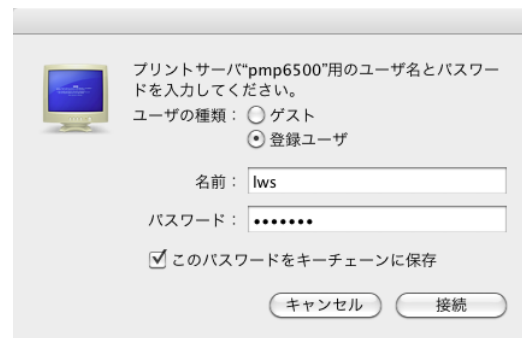 プリントサーバ“pmp6500”用のユーザ名とパスワー
ドを入力してください。
ユーザの種類： ゲスト
登録ユーザ
名前： lws
パスワード： •••••••
このパスワードをキーチェーンに保存
キャンセル 接続